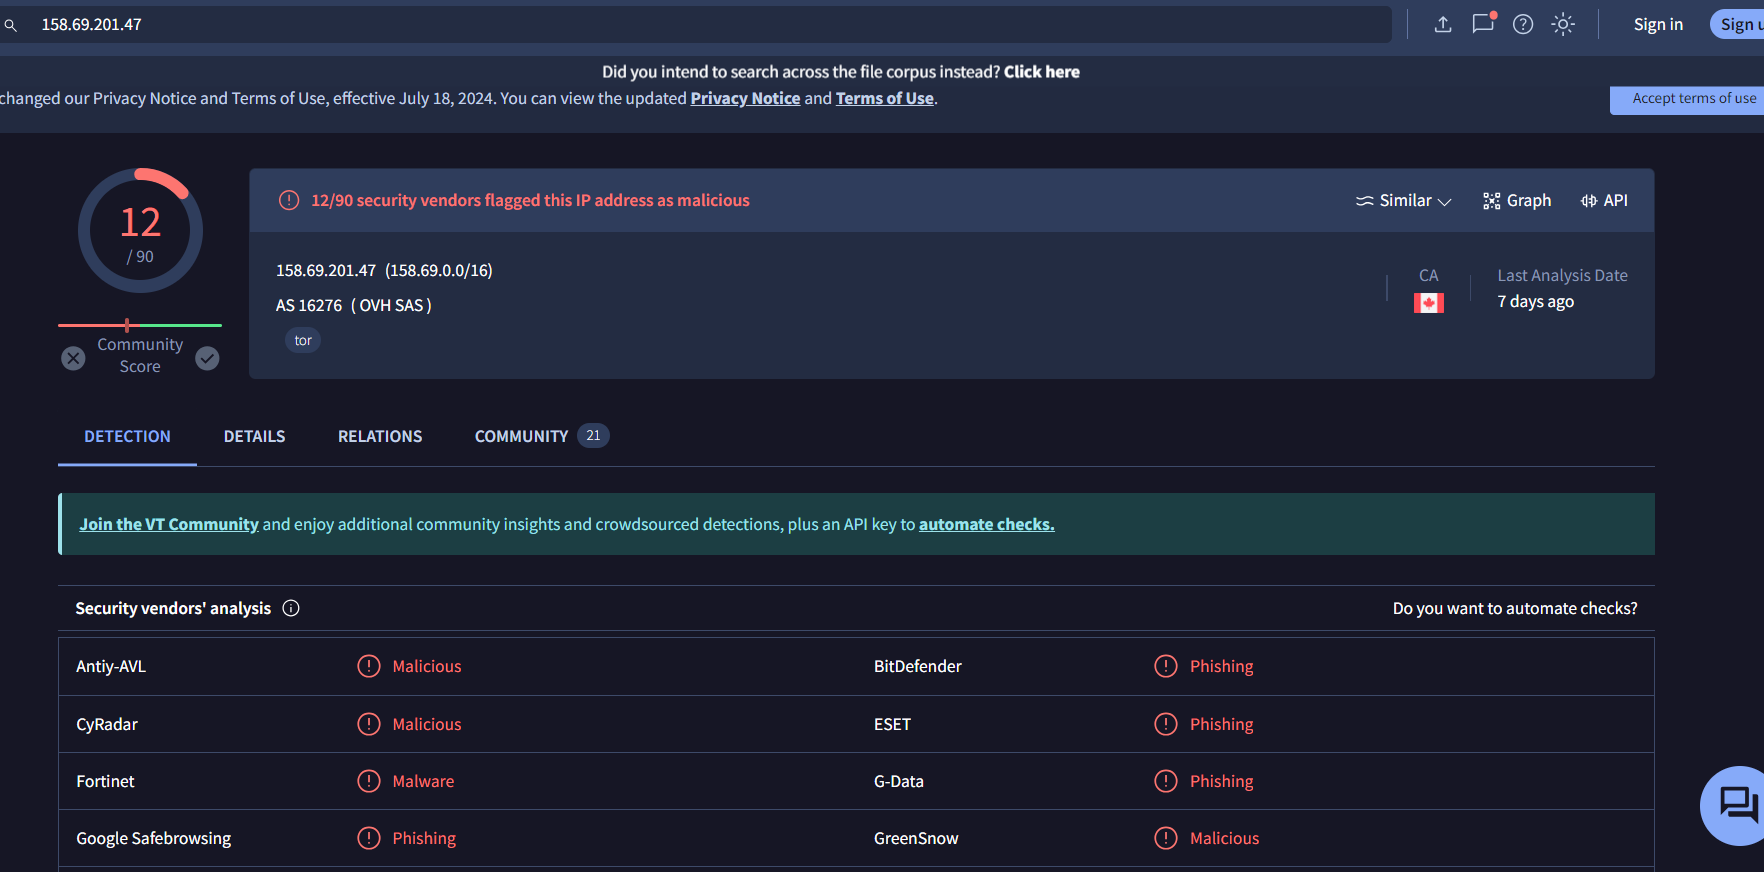 158.69.201.47
Sign in
Sign u
Did you intend to search across the file corpus instead? Click here
changed our Privacy Notice and Terms of Use, effective July 18, 2024. You can view the updated Privacy Notice and Terms of Use.
Accept terms of use
12
/ 90
Community
Score
12/90 security vendors flagged this IP address as malicious
Similar
Graph
API
158.69.201.47 (158.69.0.0/16)
AS 16276 ( OVH SAS )
tor
CA
Last Analysis Date
7 days ago
DETECTION DETAILS RELATIONS COMMUNITY 21
Join the VT Community and enjoy additional community insights and crowdsourced detections, plus an API key to automate checks.
Security vendors' analysis
Do you want to automate checks?
Antiy-AVL Malicious BitDefender Phishing
CyRadar Malicious ESET Phishing
Fortinet Malware G-Data Phishing
Google Safebrowsing Phishing GreenSnow Malicious